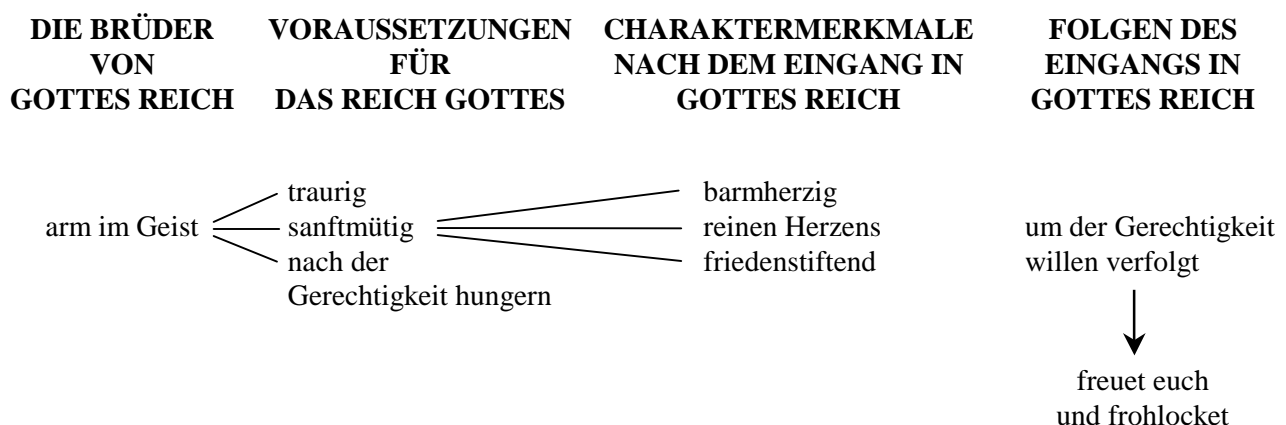 DIE BRÜDER
VON
GOTTES REICH
VORAUSSETZUNGEN
FÜR
DAS REICH GOTTES
CHARAKTERMERKMALE
NACH DEM EINGANG IN
GOTTES REICH
FOLGEN DES
EINGANGS IN
GOTTES REICH
arm im Geist
traurig
sanftmütig
nach der
Gerechtigkeit hungern
barmherzig
reinen Herzens
friedenstiftend
um der Gerechtigkeit
willen verfolgt
freuet euch
und frohlocket